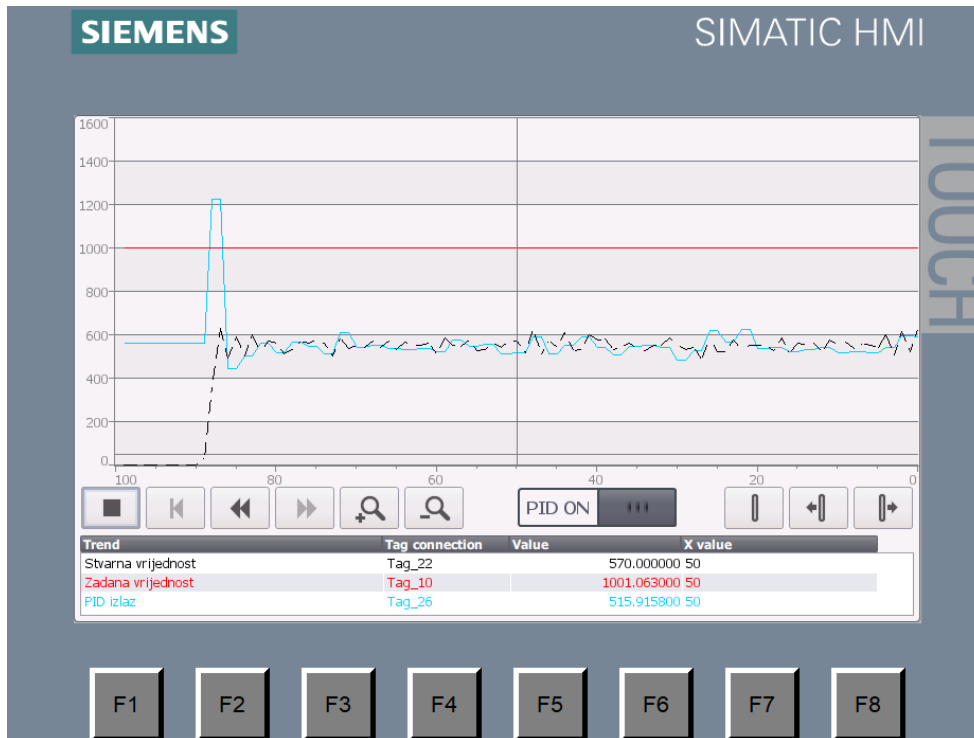 SIEMENS
SIMATIC HMI
TOUCH
1600
1400
1200
1000
800
600
400
200
0
100 80 60 40 20 0
PID ON
Trend Tag connection Value X value
Stvarna vrijednost Tag_22 570.000000 50
Zadana vrijednost Tag_10 1001.063000 50
PID izlaz Tag_26 515.915800 50
F1 F2 F3 F4 F5 F6 F7 F8